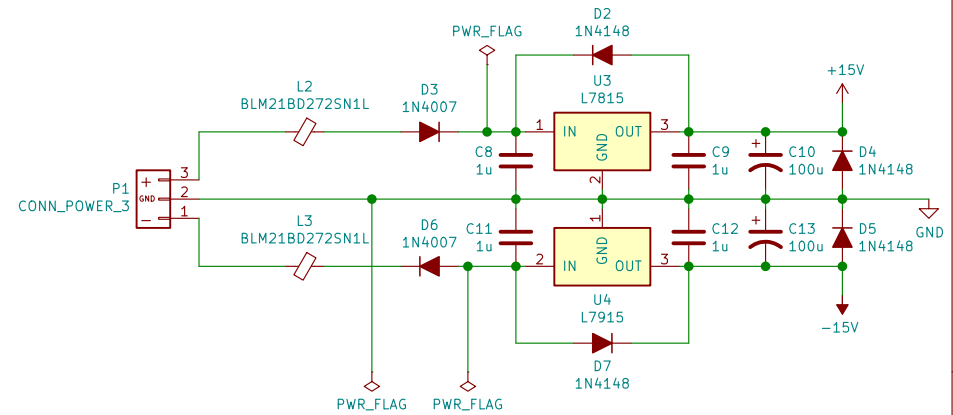 D2
1N4148
PWR_FLAG
U3
L7815
+15V
L2
BLM21BD272SN1L
D3
1N4007
1 IN OUT 3
GND
2
C8
1u
C9
1u
+ C10
100u
D4
1N4148
P1
CONN_POWER_3
+ 3
GND 2
− 1
GND
L3
BLM21BD272SN1L
D6
1N4007
C11
1u
1
GND
2 IN OUT 3
C12
1u
+ C13
100u
D5
1N4148
U4
L7915
-15V
D7
1N4148
PWR_FLAG
PWR_FLAG